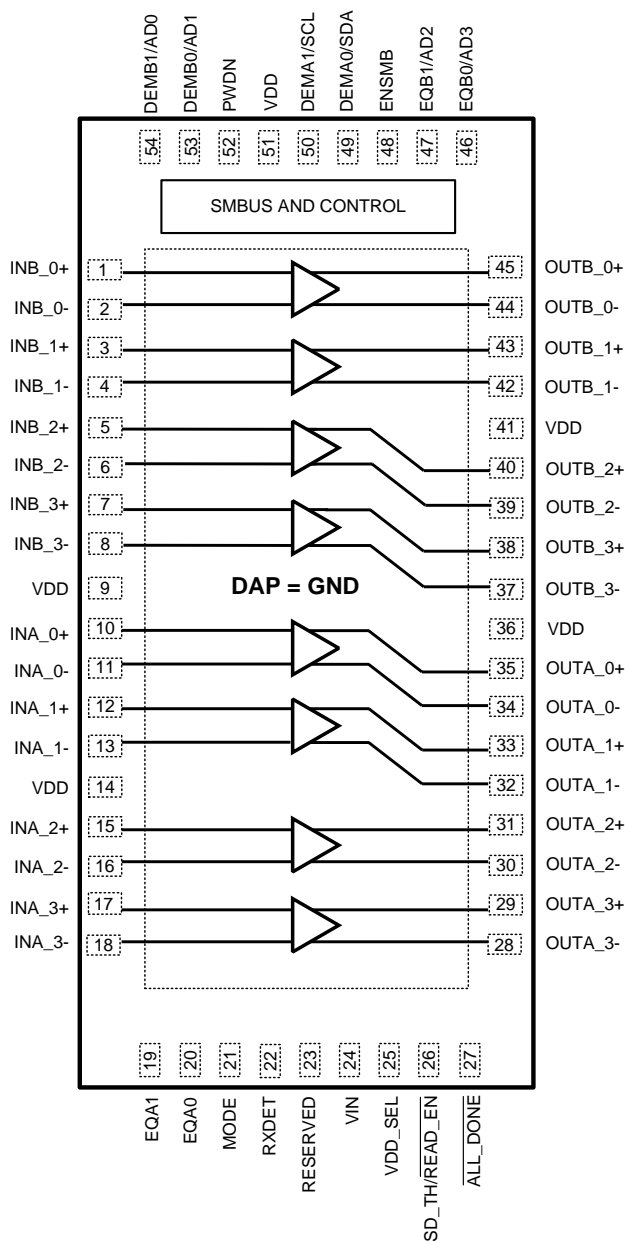 DEMB1/AD0
DEMB0/AD1
PWDN
VDD
DEMA1/SCL
DEMA0/SDA
ENSMB
EQB1/AD2
EQB0/AD3
54
53
52
51
50
49
48
47
46
SMBUS AND CONTROL
INB_0+ 1 45 OUTB_0+
INB_0- 2 44 OUTB_0-
INB_1+ 3 43 OUTB_1+
INB_1- 4 42 OUTB_1-
INB_2+ 5 41 VDD
INB_2- 6 40 OUTB_2+
INB_3+ 7 39 OUTB_2-
INB_3- 8 38 OUTB_3+
VDD 9 DAP = GND 37 OUTB_3-
INA_0+ 10 36 VDD
INA_0- 11 35 OUTA_0+
INA_1+ 12 34 OUTA_0-
INA_1- 13 33 OUTA_1+
VDD 14 32 OUTA_1-
INA_2+ 15 31 OUTA_2+
INA_2- 16 30 OUTA_2-
INA_3+ 17 29 OUTA_3+
INA_3- 18 28 OUTA_3-
19
20
21
22
23
24
25
26
27
EQA1
EQA0
MODE
RXDET
RESERVED
VIN
VDD_SEL
SD_TH/READ_EN
ALL_DONE